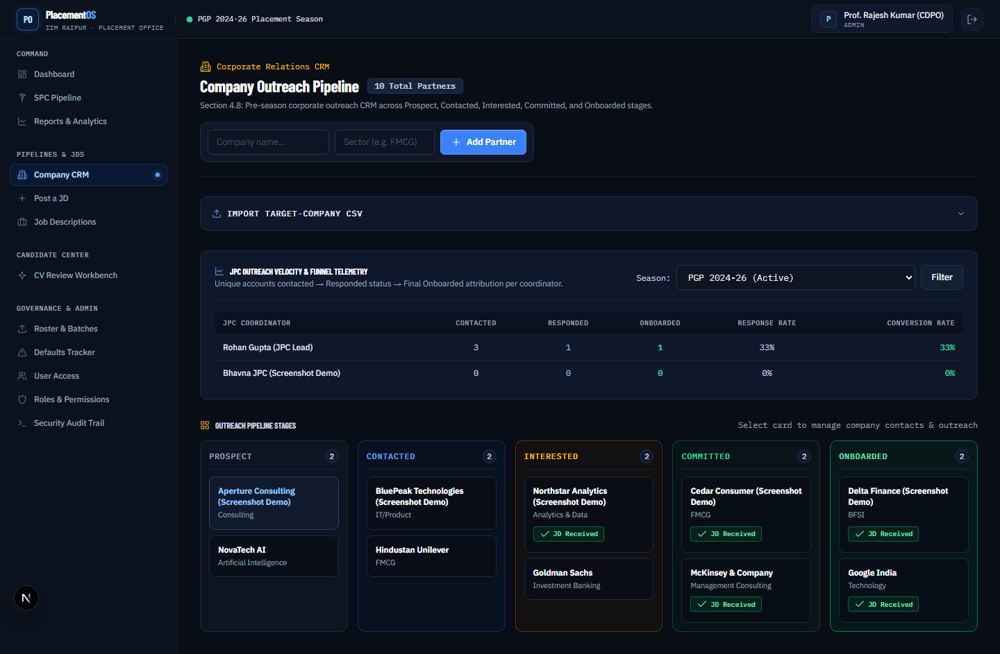 PO
PlacementOS
IIM RAIPUR · PLACEMENT OFFICE
PGP 2024-26 Placement Season
P
Prof. Rajesh Kumar (CDPO)
ADMIN
COMMAND
Dashboard
SPC Pipeline
Reports & Analytics
PIPELINES & JDS
Company CRM
Post a JD
Job Descriptions
CANDIDATE CENTER
CV Review Workbench
GOVERNANCE & ADMIN
Roster & Batches
Defaults Tracker
User Access
Roles & Permissions
Security Audit Trail
N
Corporate Relations CRM
Company Outreach Pipeline
10 Total Partners
Section 4.8: Pre-season corporate outreach CRM across Prospect, Contacted, Interested, Committed, and Onboarded stages.
Company name...
Sector (e.g. FMCG)
+ Add Partner
IMPORT TARGET-COMPANY CSV
JPC OUTREACH VELOCITY & FUNNEL TELEMETRY
Unique accounts contacted → Responded status → Final Onboarded attribution per coordinator.
Season:
PGP 2024-26 (Active)
Filter
JPC COORDINATOR CONTACTED RESPONDED ONBOARDED RESPONSE RATE CONVERSION RATE
Rohan Gupta (JPC Lead) 3 1 1 33% 33%
Bhavna JPC (Screenshot Demo) 0 0 0 0% 0%
OUTREACH PIPELINE STAGES
Select card to manage company contacts & outreach
PROSPECT 2
Aperture Consulting
(Screenshot Demo)
Consulting
NovaTech AI
Artificial Intelligence
CONTACTED 2
BluePeak Technologies
(Screenshot Demo)
IT/Product
Hindustan Unilever
FMCG
INTERESTED 2
Northstar Analytics
(Screenshot Demo)
Analytics & Data
JD Received
Goldman Sachs
Investment Banking
COMMITTED 2
Cedar Consumer (Screenshot
Demo)
FMCG
JD Received
McKinsey & Company
Management Consulting
JD Received
ONBOARDED 2
Delta Finance (Screenshot
Demo)
BFSI
JD Received
Google India
Technology
JD Received